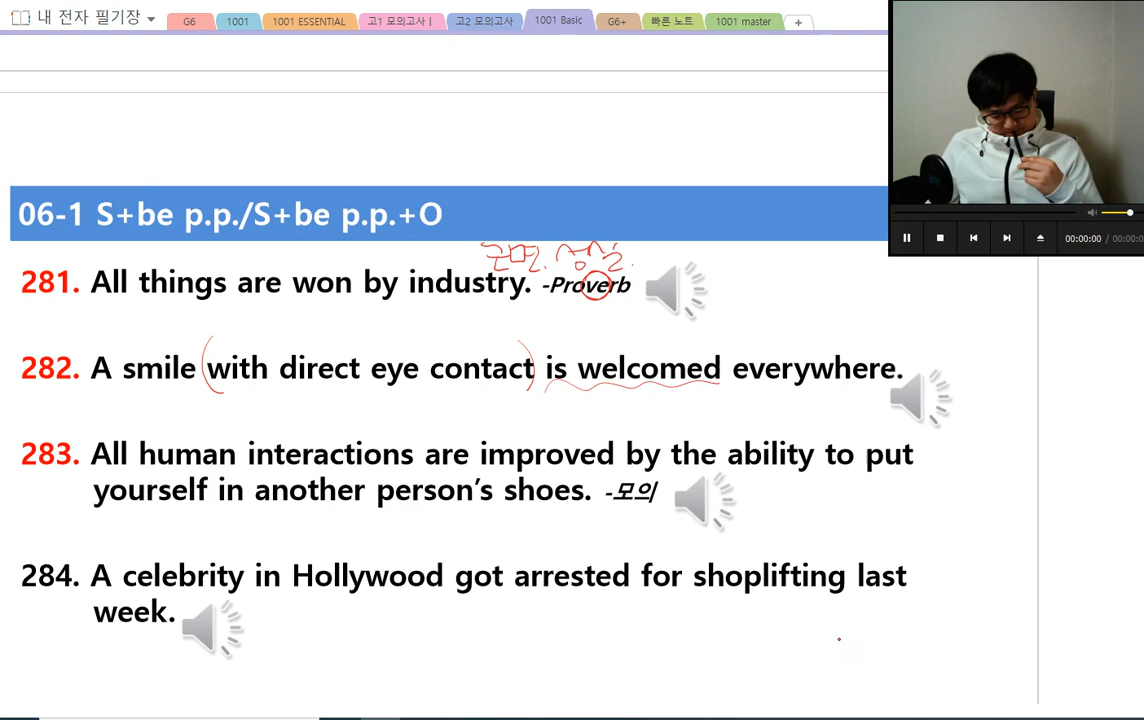 내 전자 필기장
G6
1001
1001 ESSENTIAL
고1 모의고사 I
고2 모의고사
1001 Basic
G6+
빠른 노트
1001 master
+
06-1 S+be p.p./S+be p.p.+O
근면. 성실.
281. All things are won by industry. -Proverb
282. A smile (with direct eye contact) is welcomed everywhere.
283. All human interactions are improved by the ability to put
yourself in another person's shoes. -모의
284. A celebrity in Hollywood got arrested for shoplifting last
week.
00:00:00 / 00:00:0